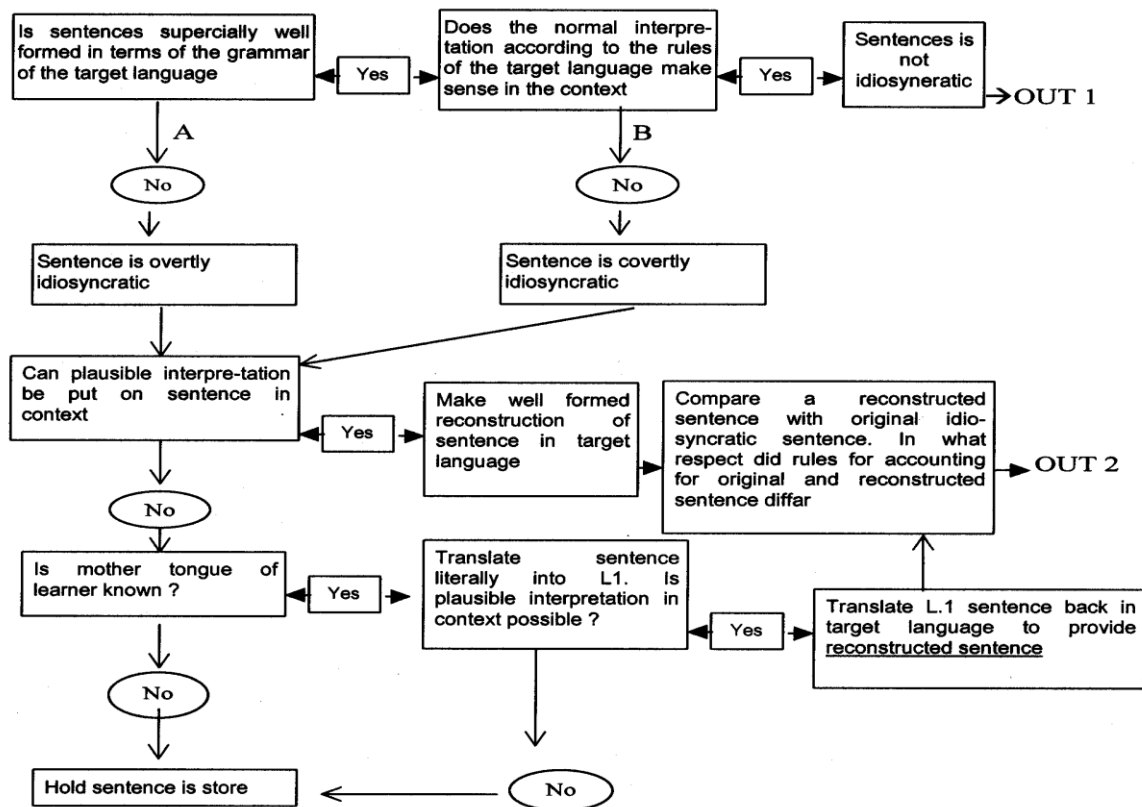 Is sentences supercially well
formed in terms of the grammar
of the target language
Yes
Does the normal interpre-
tation according to the rules
of the target language make
sense in the context
Yes
Sentences is
not
idiosyneratic
OUT 1
A
B
No
No
Sentence is overtly
idiosyncratic
Sentence is covertly
idiosyncratic
Can plausible interpre-tation
be put on sentence in
context
Yes
Make well formed
reconstruction of
sentence in target
language
Compare a reconstructed
sentence with original idio-
syncratic sentence. In what
respect did rules for accounting
for original and reconstructed
sentence diffar
OUT 2
No
Is mother tongue of
learner known ?
Yes
Translate sentence
literally into L1. Is
plausible interpretation in
context possible ?
Yes
Translate L.1 sentence back in
target language to provide
reconstructed sentence
No
Hold sentence is store
No